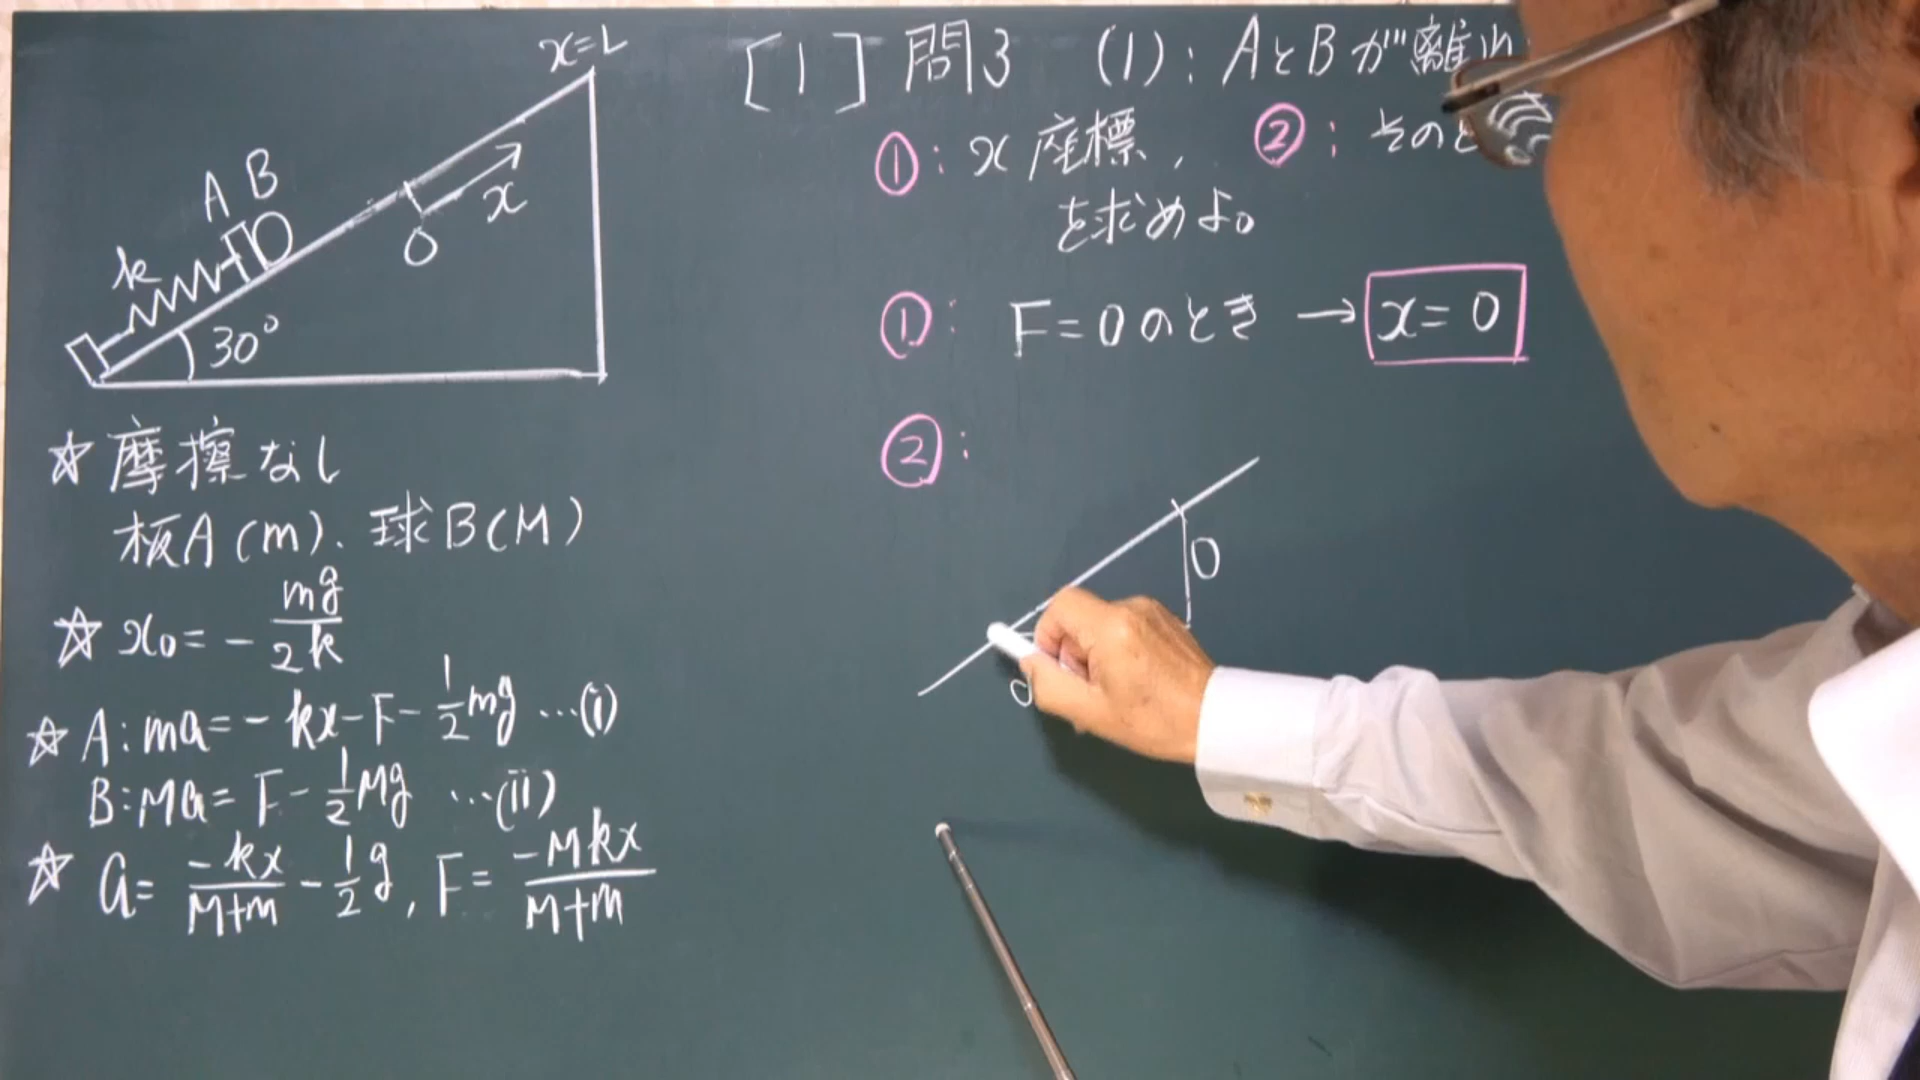 x=L
x
O
A B
k
30°
☆ 摩擦なし
板A(m)、球B(M)
☆ x₀ = - mg/2k
☆ A: ma = - kx - F - 1/2 mg …(i)
B: Ma = F - 1/2 Mg …(ii)
☆ a = -kx/M+m - 1/2 g, F = -Mkx/M+m
[1] 問3 (1): AとBが離れ
①: x座標, ②: そのと
を求めよ。
①: F=0のとき → x=0
②:
0